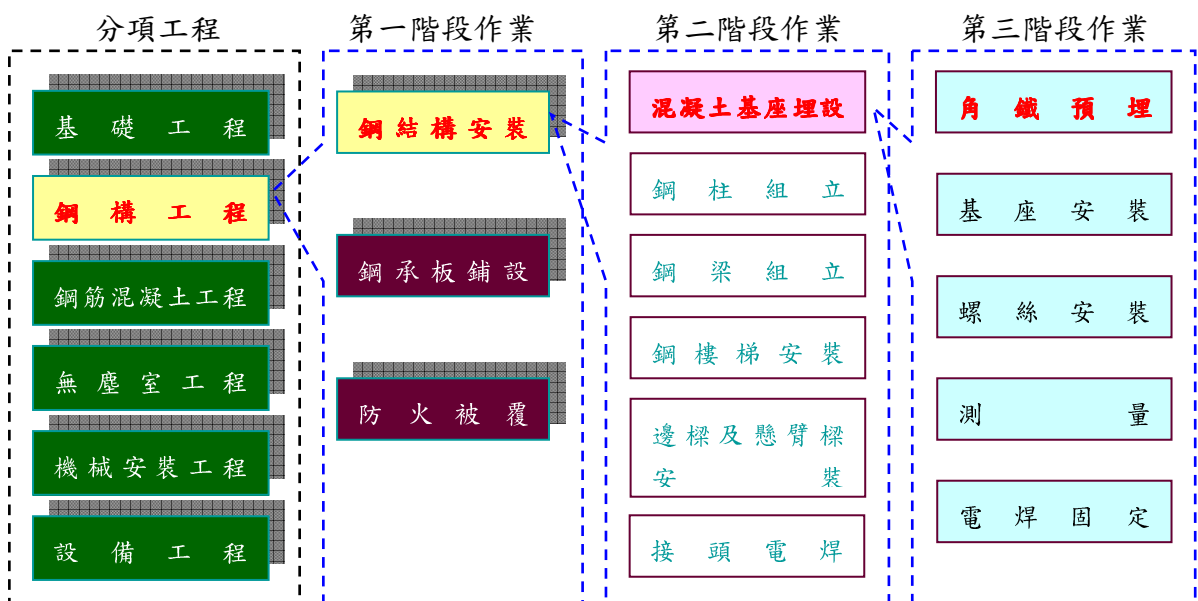 分項工程
基礎工程
鋼構工程
鋼筋混凝土工程
無塵室工程
機械安裝工程
設備工程
第一階段作業
鋼結構安裝
鋼承板鋪設
防火被覆
第二階段作業
混凝土基座埋設
鋼柱組立
鋼梁組立
鋼樓梯安裝
邊樑及懸臂樑
安裝
接頭電焊
第三階段作業
角鐵預埋
基座安裝
螺絲安裝
測量
電焊固定